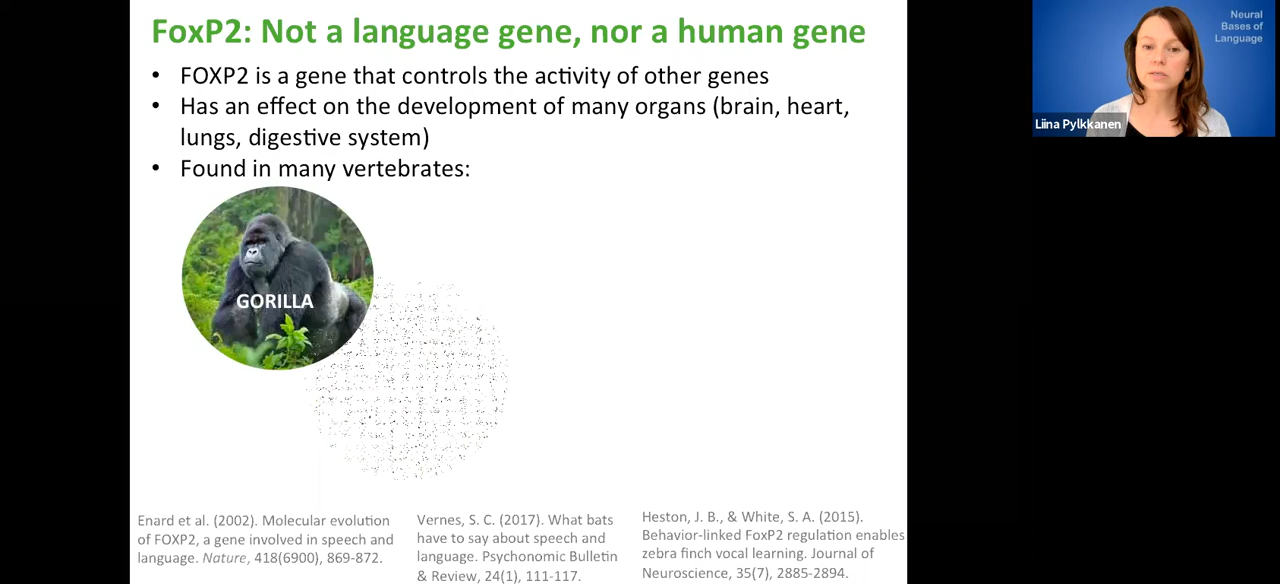 FoxP2: Not a language gene, nor a human gene
• FOXP2 is a gene that controls the activity of other genes
• Has an effect on the development of many organs (brain, heart,
lungs, digestive system)
• Found in many vertebrates:
GORILLA
Enard et al. (2002). Molecular evolution
of FOXP2, a gene involved in speech and
language. Nature, 418(6900), 869-872.
Vernes, S. C. (2017). What bats
have to say about speech and
language. Psychonomic Bulletin
& Review, 24(1), 111-117.
Heston, J. B., & White, S. A. (2015).
Behavior-linked FoxP2 regulation enables
zebra finch vocal learning. Journal of
Neuroscience, 35(7), 2885-2894.
Neural
Bases of
Language
Liina Pylkkanen